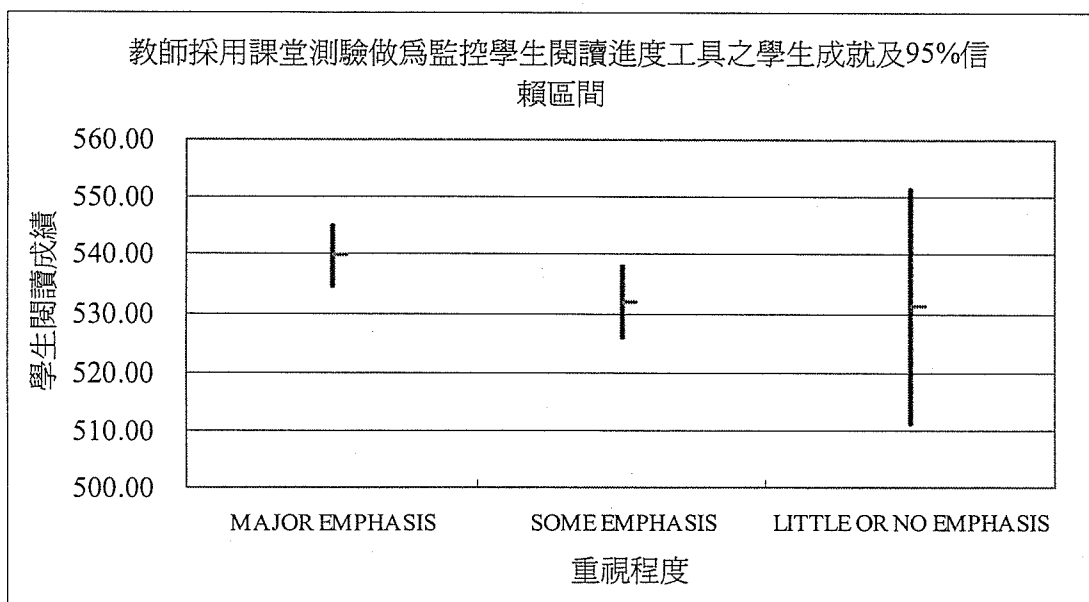 教師採用課堂測驗做為監控學生閱讀進度工具之學生成就及95%信
賴區間
學生閱讀成績
560.00
550.00
540.00
530.00
520.00
510.00
500.00
MAJOR EMPHASIS
SOME EMPHASIS
LITTLE OR NO EMPHASIS
重視程度